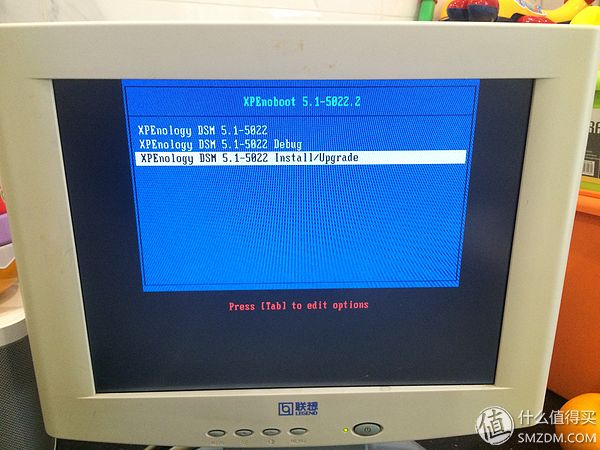 XPEnoboot 5.1-5022.2
XPEnology DSM 5.1-5022
XPEnology DSM 5.1-5022 Debug
XPEnology DSM 5.1-5022 Install/Upgrade
Press [Tab] to edit options
联想
LEGEND
值 什么值得买
SMZDM.COM